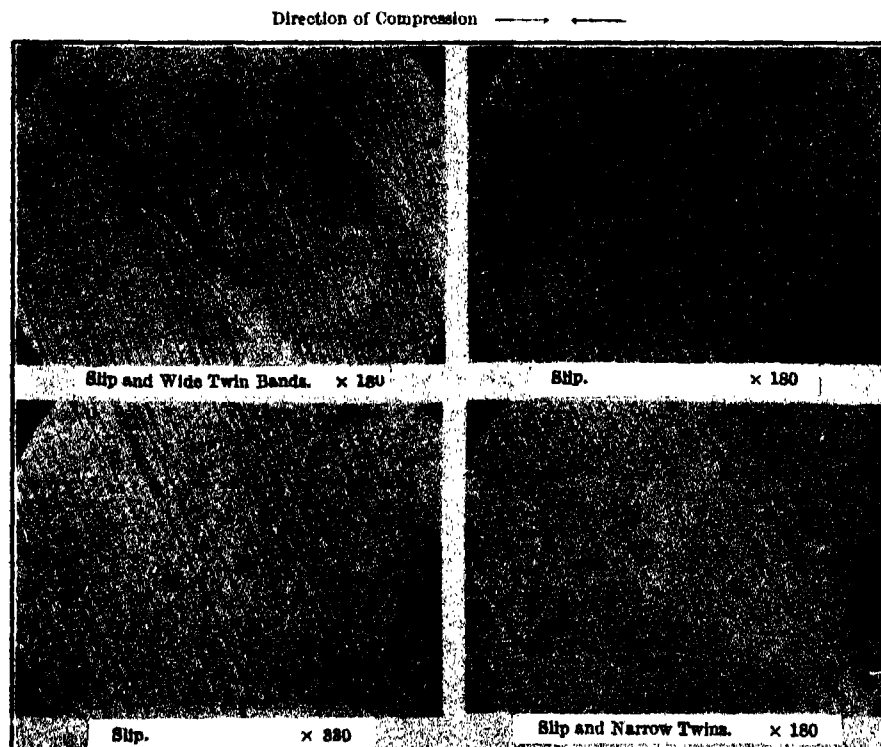 Direction of Compression
Slip and Wide Twin Bands. × 180
Slip. × 180
Slip. × 330
Slip and Narrow Twins. × 180